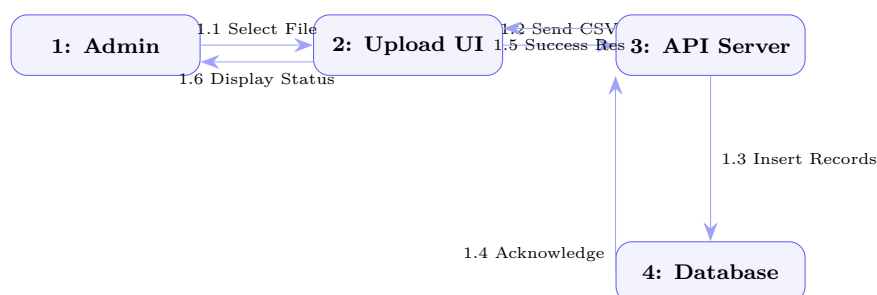 1.1 Select File
1.2 Send CSV
1: Admin
2: Upload UI
1.5 Success Res
3: API Server
1.6 Display Status
1.3 Insert Records
1.4 Acknowledge
4: Database